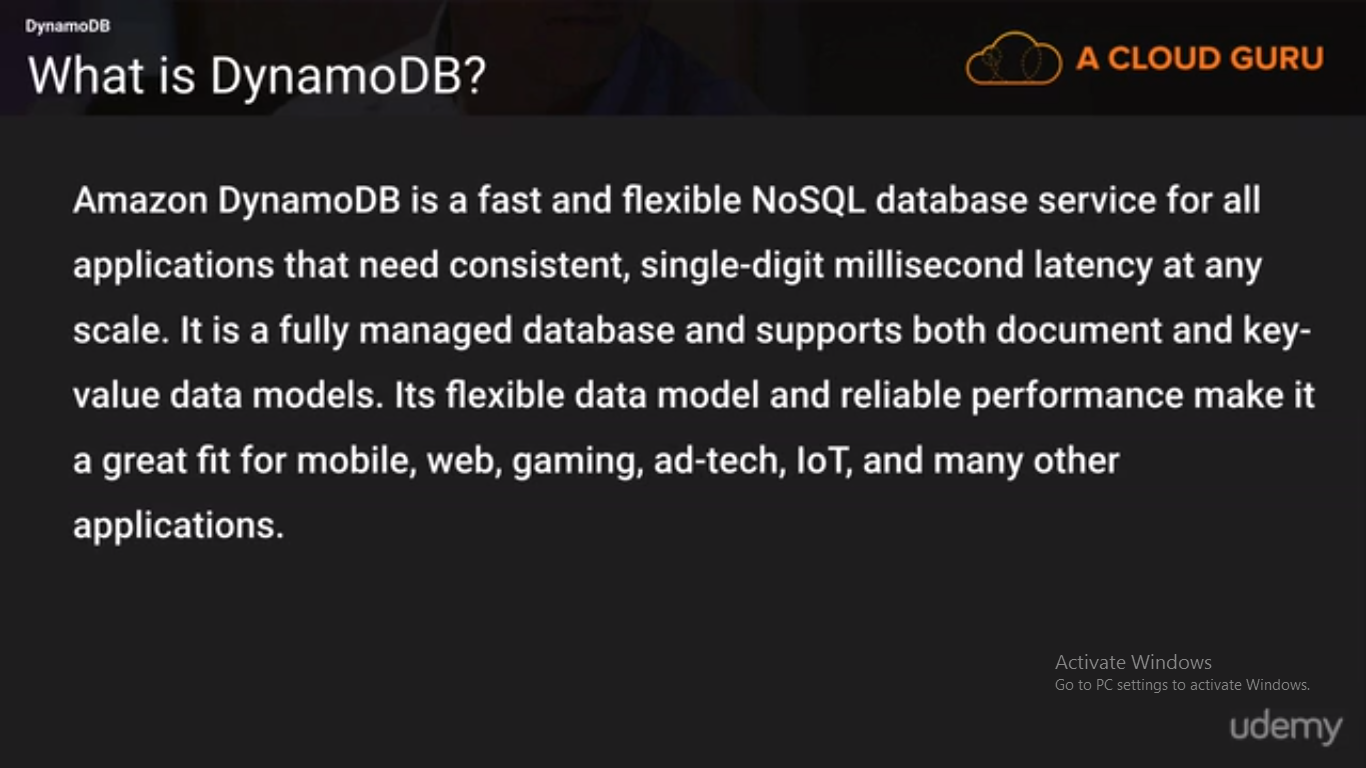 DynamoDB
What is DynamoDB?
A CLOUD GURU
Amazon DynamoDB is a fast and flexible NoSQL database service for all
applications that need consistent, single-digit millisecond latency at any
scale. It is a fully managed database and supports both document and key-
value data models. Its flexible data model and reliable performance make it
a great fit for mobile, web, gaming, ad-tech, IoT, and many other
applications.
Activate Windows
Go to PC settings to activate Windows.
udemy